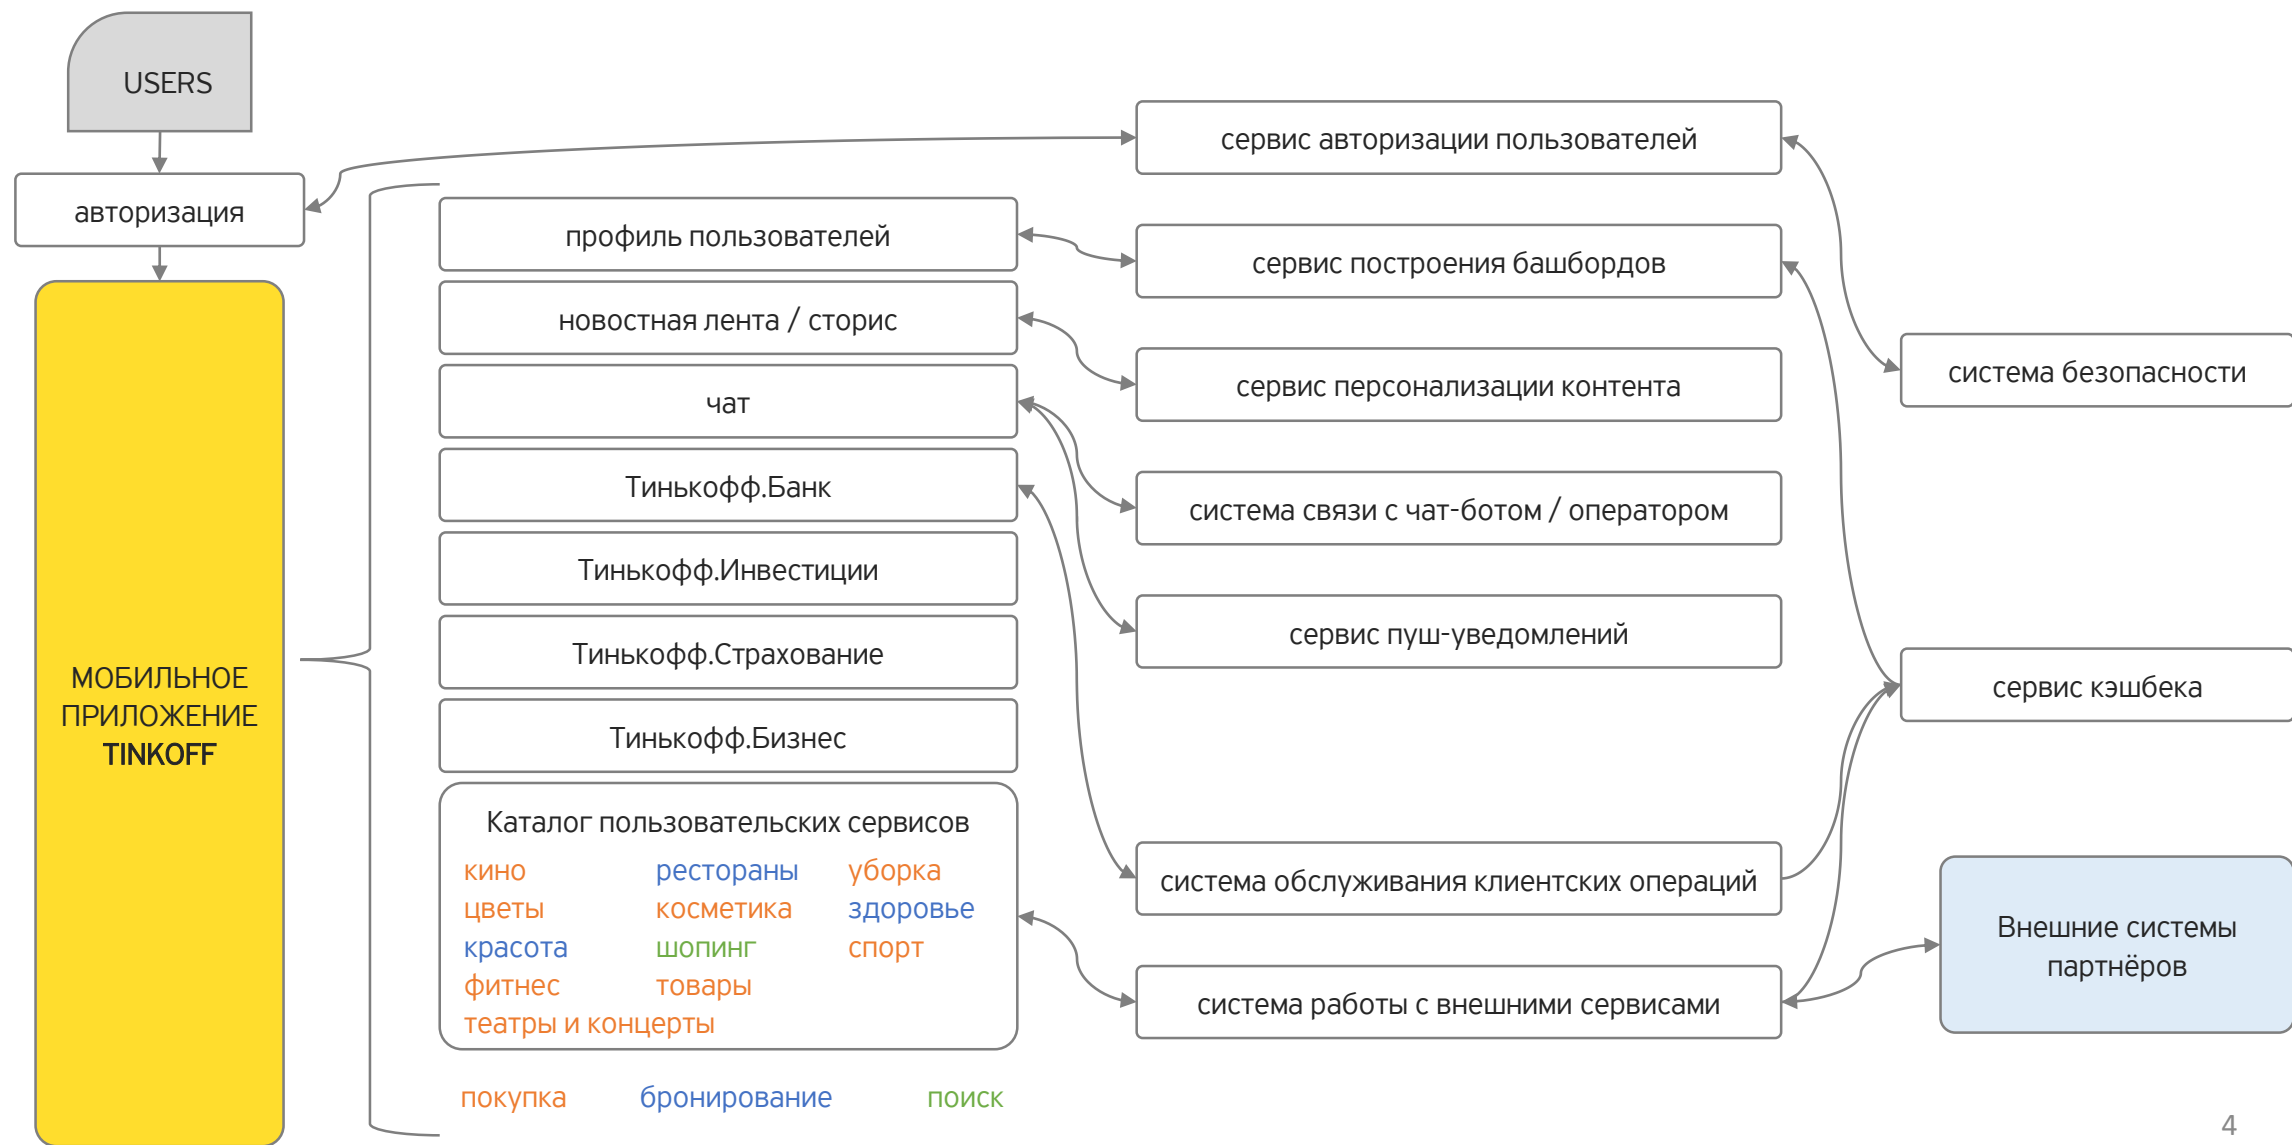 USERS
авторизация
МОБИЛЬНОЕ
ПРИЛОЖЕНИЕ
TINKOFF
профиль пользователей
новостная лента / сторис
чат
Тинькофф.Банк
Тинькофф.Инвестиции
Тинькофф.Страхование
Тинькофф.Бизнес
Каталог пользовательских сервисов
кино рестораны уборка
цветы косметика здоровье
красота шопинг спорт
фитнес товары
театры и концерты
покупка бронирование поиск
сервис авторизации пользователей
сервис построения башбордов
сервис персонализации контента
система связи с чат-ботом / оператором
сервис пуш-уведомлений
система обслуживания клиентских операций
система работы с внешними сервисами
система безопасности
сервис кэшбека
Внешние системы
партнёров
4